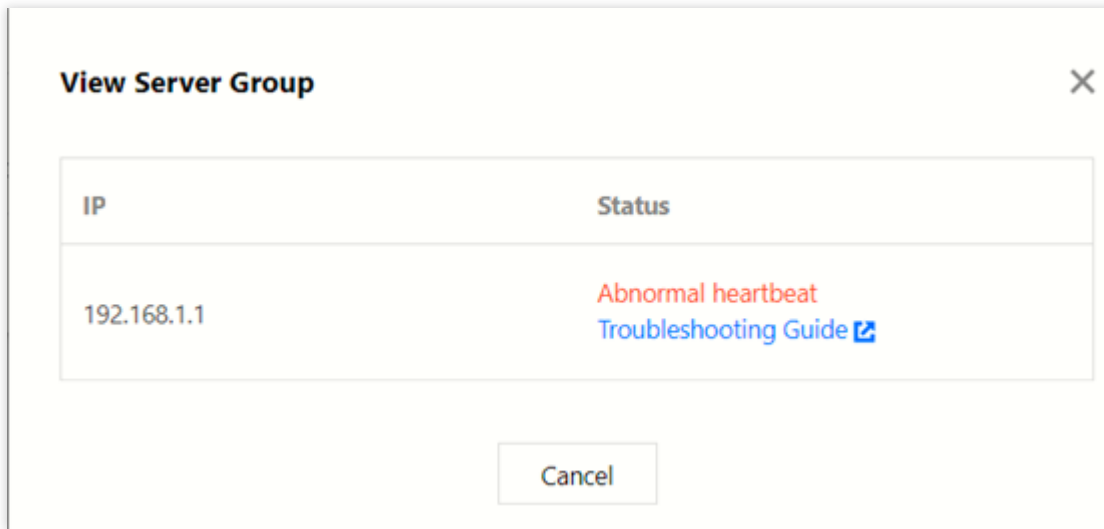 View Server Group
IP Status
192.168.1.1
Abnormal heartbeat
Troubleshooting Guide
Cancel